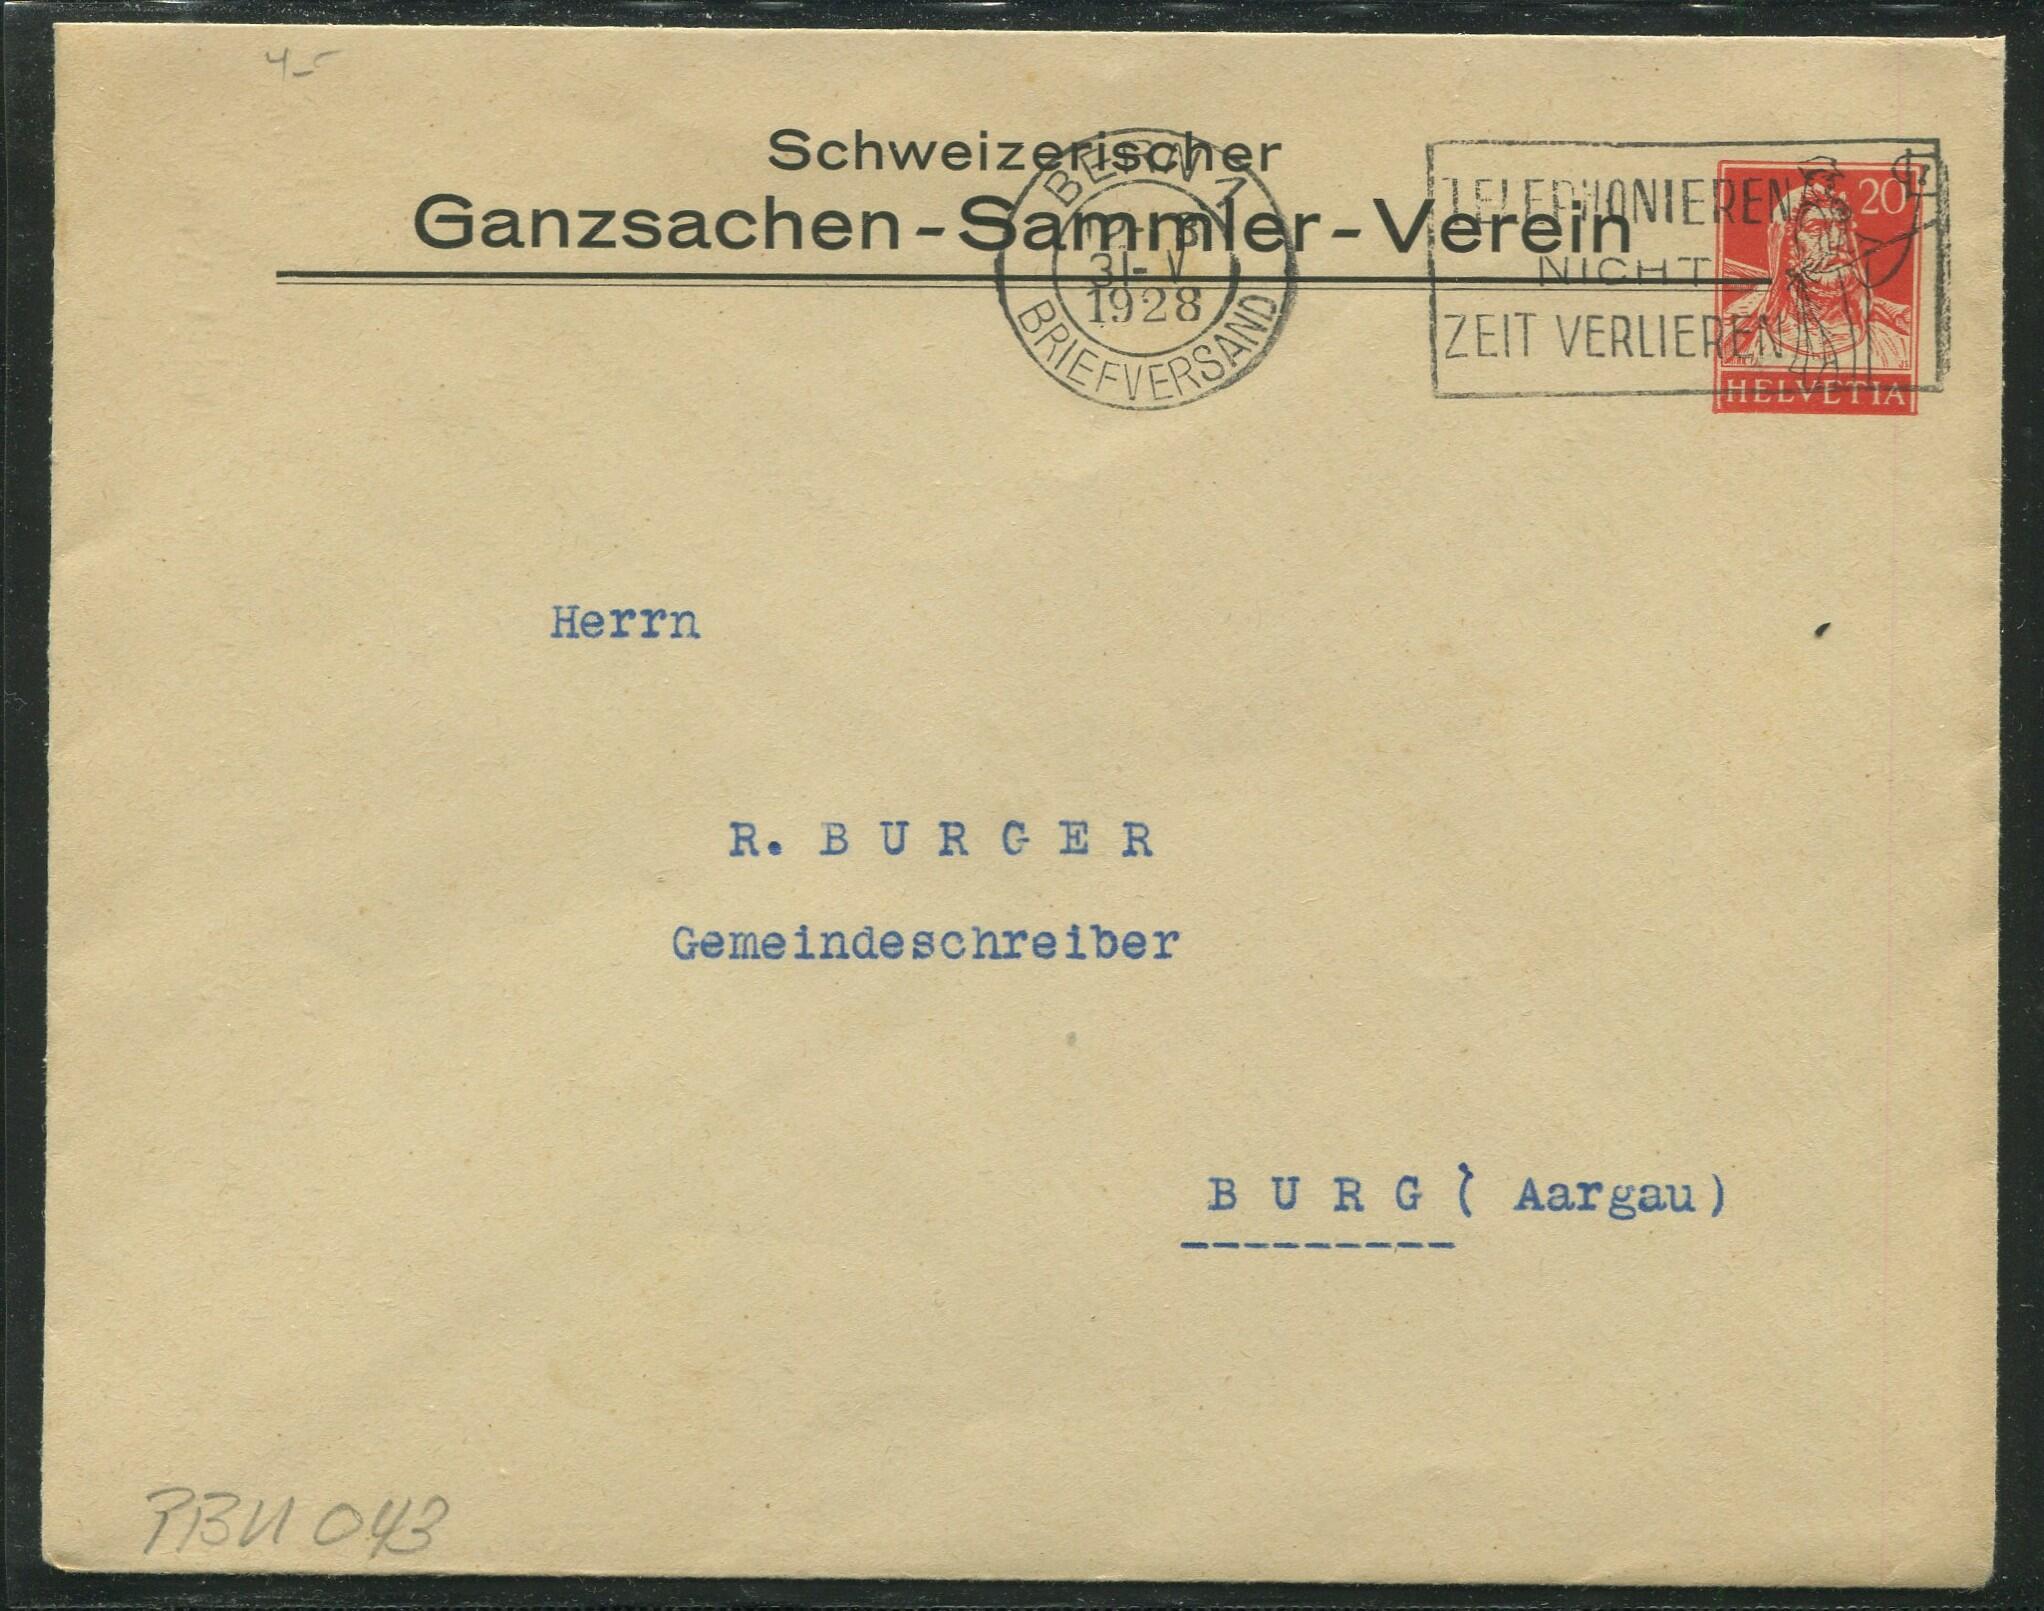 4.-
Schweizerischer
Ganzsachen-Sammler-Verein
BERN 1
31-V
1928
BRIEFVERSAND
TELEPHONIEREN
NICHT
ZEIT VERLIEREN
20
HELVETIA
Herrn
R. BURGER
Gemeindeschreiber
BURG ( Aargau)
---------
PBU 043